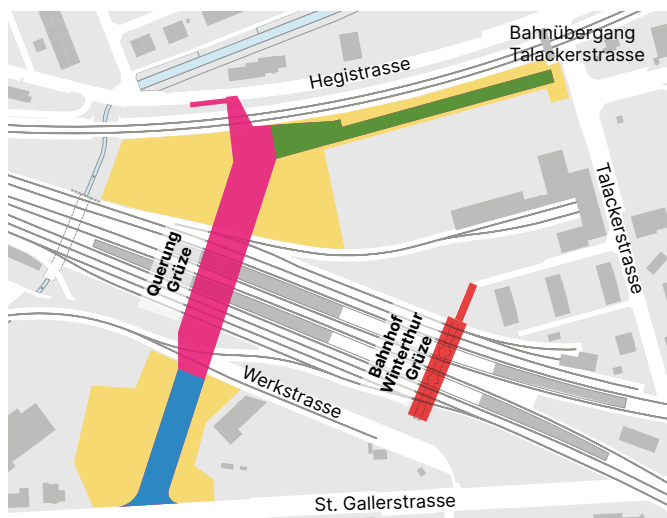 Bahnübergang
Talackerstrasse
Hegistrasse
Talackerstrasse
Querung
Grüze
Bahnhof
Winterthur
Grüze
Werkstrasse
St. Gallerstrasse